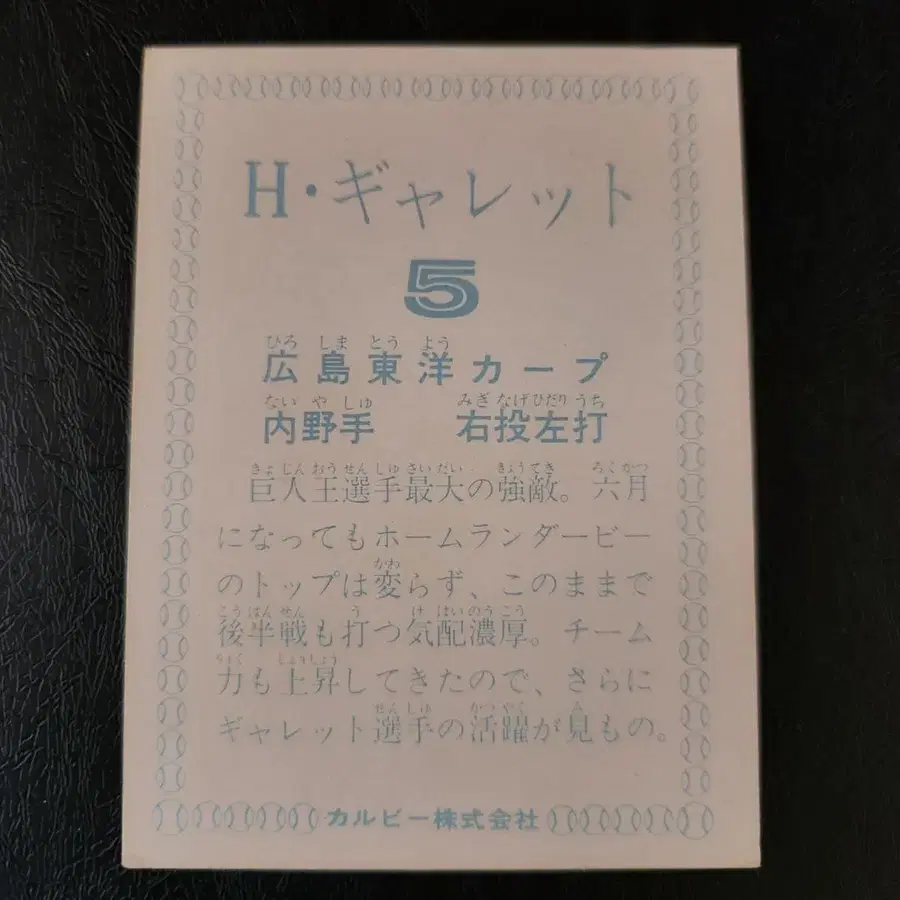 H・ギャレット
5
ひろ しま とう よう
広島東洋カープ
ない や しゅ みぎ なげ ひだり うち
内野手 右投左打
きょ じん おう せん しゅ さい だい きょうてき ろくがつ
巨人王選手最大の強敵。六月
になってもホームランダービー
かわ
のトップは変らず、このままで
こう はん せん う け はい のう こう
後半戦も打つ気配濃厚。チーム
りょく じょうしょう
力も上昇してきたので、さらに
せんしゅ かつ やく み
ギャレット選手の活躍が見もの。
カルビー株式会社